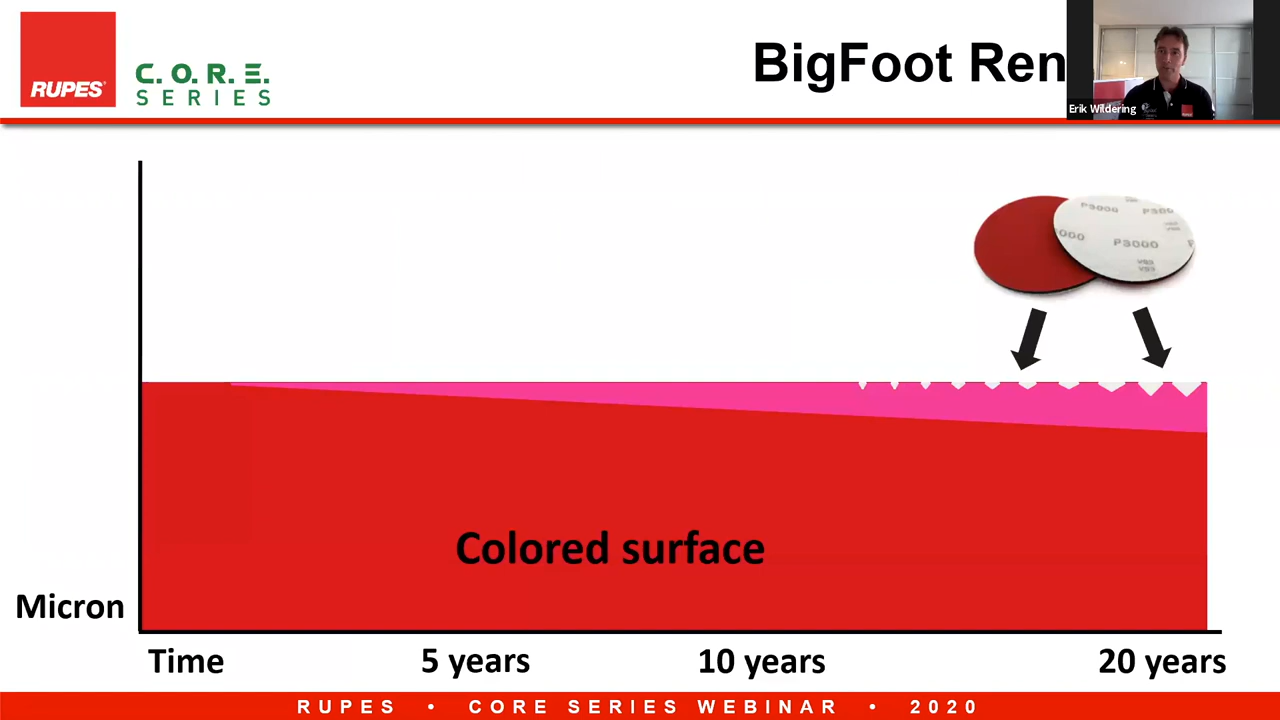 RUPES
C.O.R.E.
SERIES
BigFoot Ren
Erik Wildering
P3000
P3000
Colored surface
Micron
Time
5 years
10 years
20 years
RUPES • CORE SERIES WEBINAR • 2020